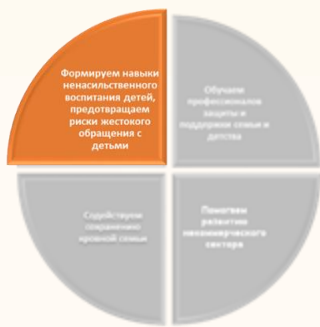 Формируем навыки
ненасильственного
воспитания детей,
предотвращаем
риски жестокого
обращения с
детьми
Обучаем
профессионалов
защиты и
поддержки семьи и
детства
Содействуем
сохранению
кровной семьи
Помогаем
развитию
некоммерческого
сектора